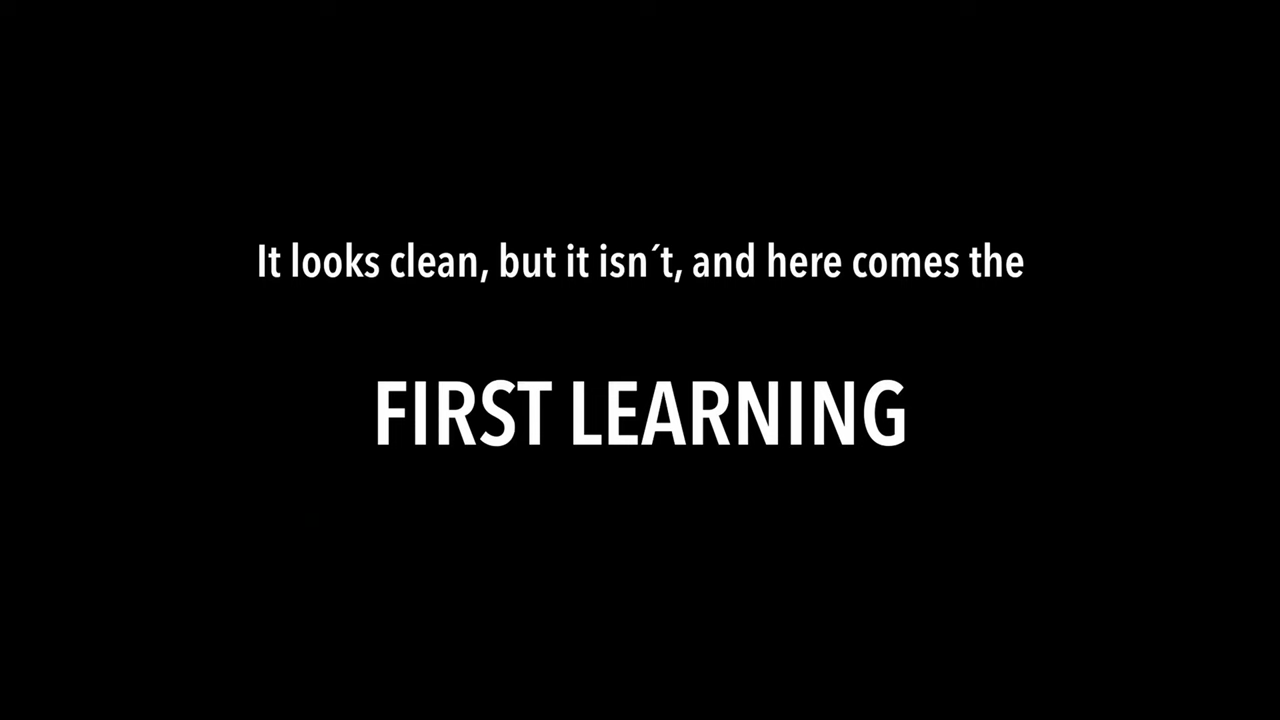 It looks clean, but it isn´t, and here comes the
FIRST LEARNING